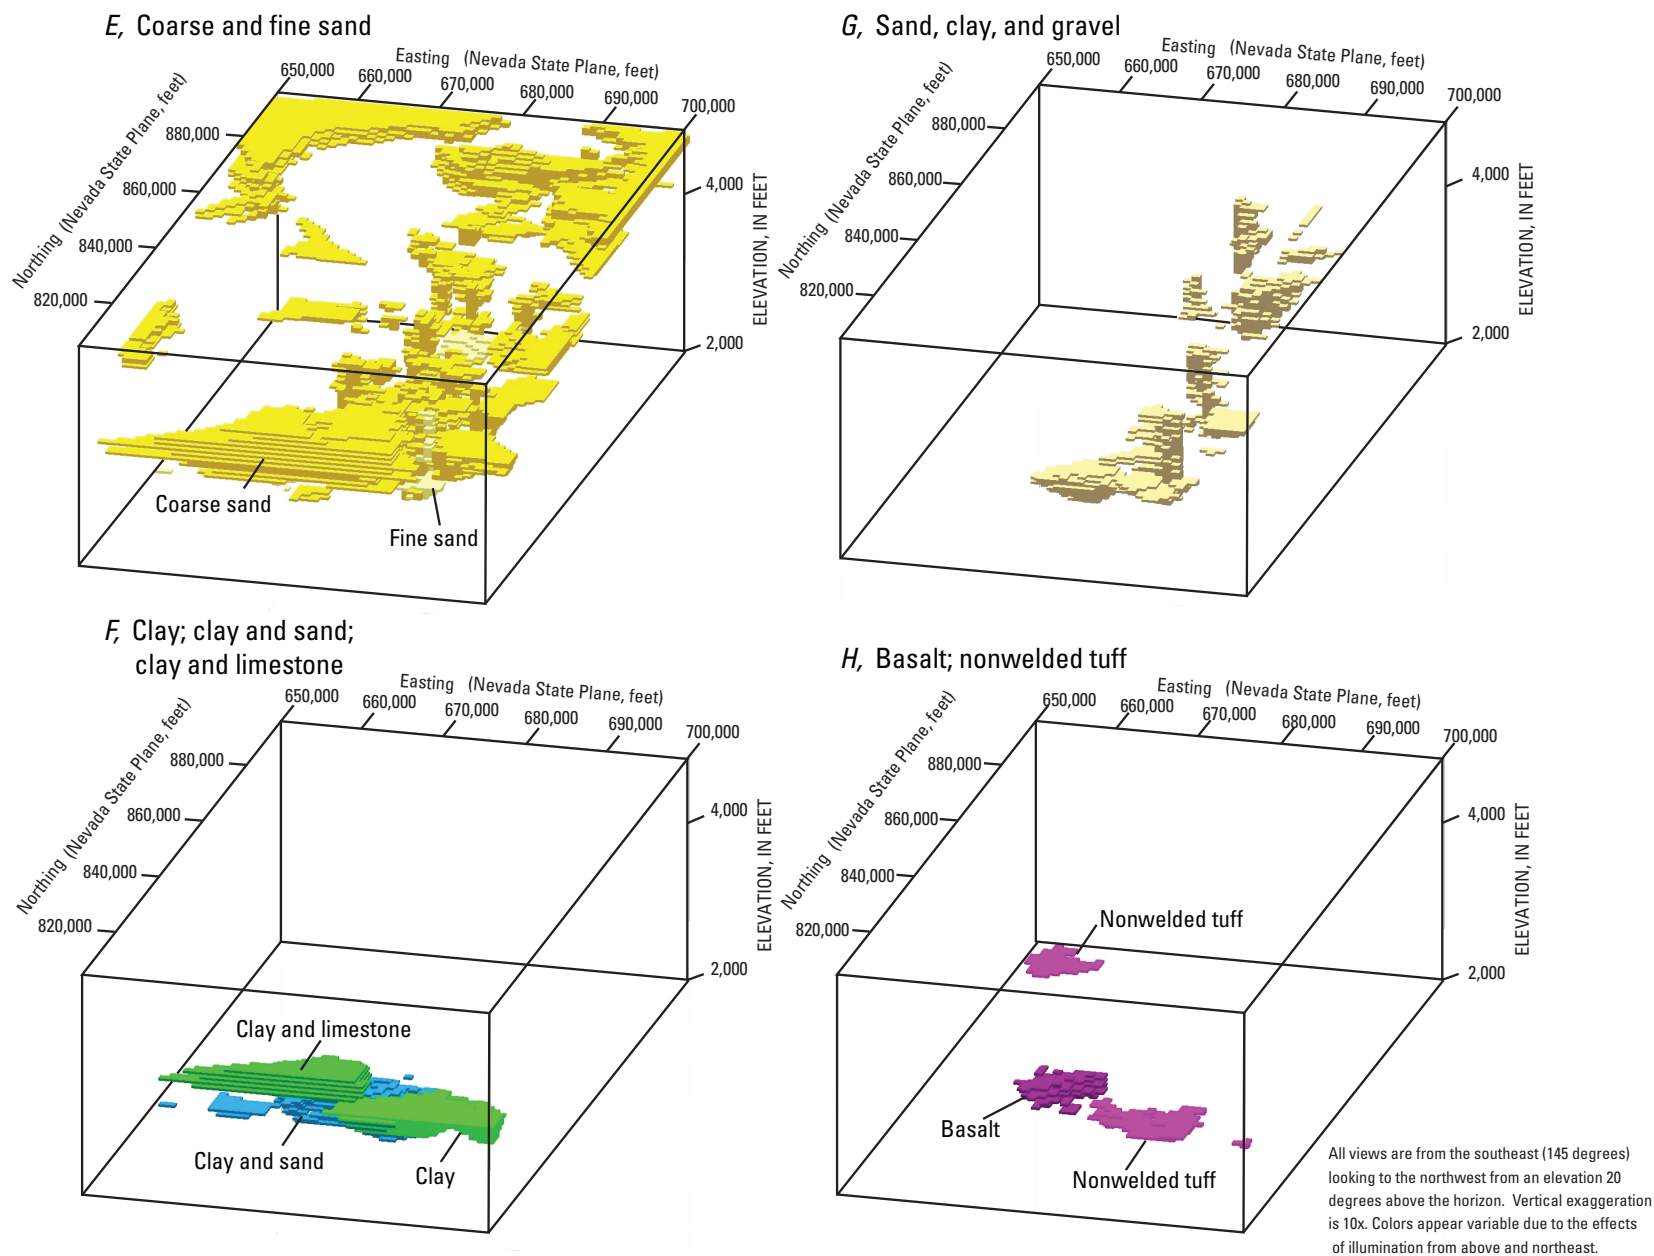 E, Coarse and fine sand
Easting (Nevada State Plane, feet)
650,000
660,000
670,000
680,000
690,000
700,000
Northing (Nevada State Plane, feet)
880,000
860,000
840,000
820,000
4,000
2,000
ELEVATION, IN FEET
Coarse sand
Fine sand
G, Sand, clay, and gravel
Easting (Nevada State Plane, feet)
650,000
660,000
670,000
680,000
690,000
700,000
Northing (Nevada State Plane, feet)
880,000
860,000
840,000
820,000
4,000
2,000
ELEVATION, IN FEET
F, Clay; clay and sand;
clay and limestone
Easting (Nevada State Plane, feet)
650,000
660,000
670,000
680,000
690,000
700,000
Northing (Nevada State Plane, feet)
880,000
860,000
840,000
820,000
4,000
2,000
ELEVATION, IN FEET
Clay and limestone
Clay and sand
Clay
H, Basalt; nonwelded tuff
Easting (Nevada State Plane, feet)
650,000
660,000
670,000
680,000
690,000
700,000
Northing (Nevada State Plane, feet)
880,000
860,000
840,000
820,000
4,000
2,000
ELEVATION, IN FEET
Nonwelded tuff
Basalt
Nonwelded tuff
All views are from the southeast (145 degrees)
looking to the northwest from an elevation 20
degrees above the horizon. Vertical exaggeration
is 10x. Colors appear variable due to the effects
of illumination from above and northeast.